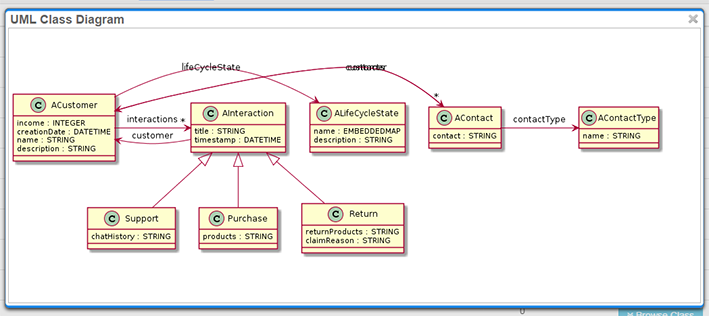 UML Class Diagram
lifeCycleState
*
C ACustomer
income : INTEGER
creationDate : DATETIME
name : STRING
description : STRING
interactions *
customer
C AInteraction
title : STRING
timestamp : DATETIME
C ALifeCycleState
name : EMBEDDEDMAP
description : STRING
C AContact
contact : STRING
contactType
C AContactType
name : STRING
C Support
chatHistory : STRING
C Purchase
products : STRING
C Return
returnProducts : STRING
claimReason : STRING
0
Browse Class